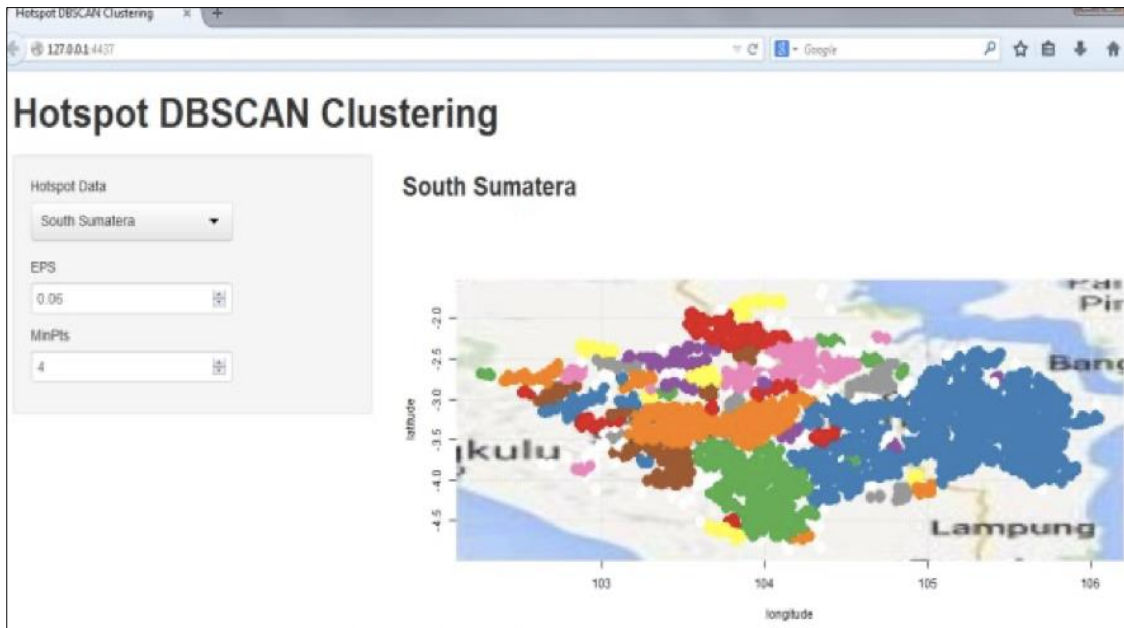 Hotspot DBSCAN Clustering × +
127.0.0.1:4437
Google
Hotspot DBSCAN Clustering
Hotspot Data
South Sumatera
EPS
0.06
MinPts
4
South Sumatera
Pin
Bang
kulu
Lampung
latitude
-2.0
-2.5
-3.0
-3.5
-4.0
-4.5
103 104 105 106
longitude